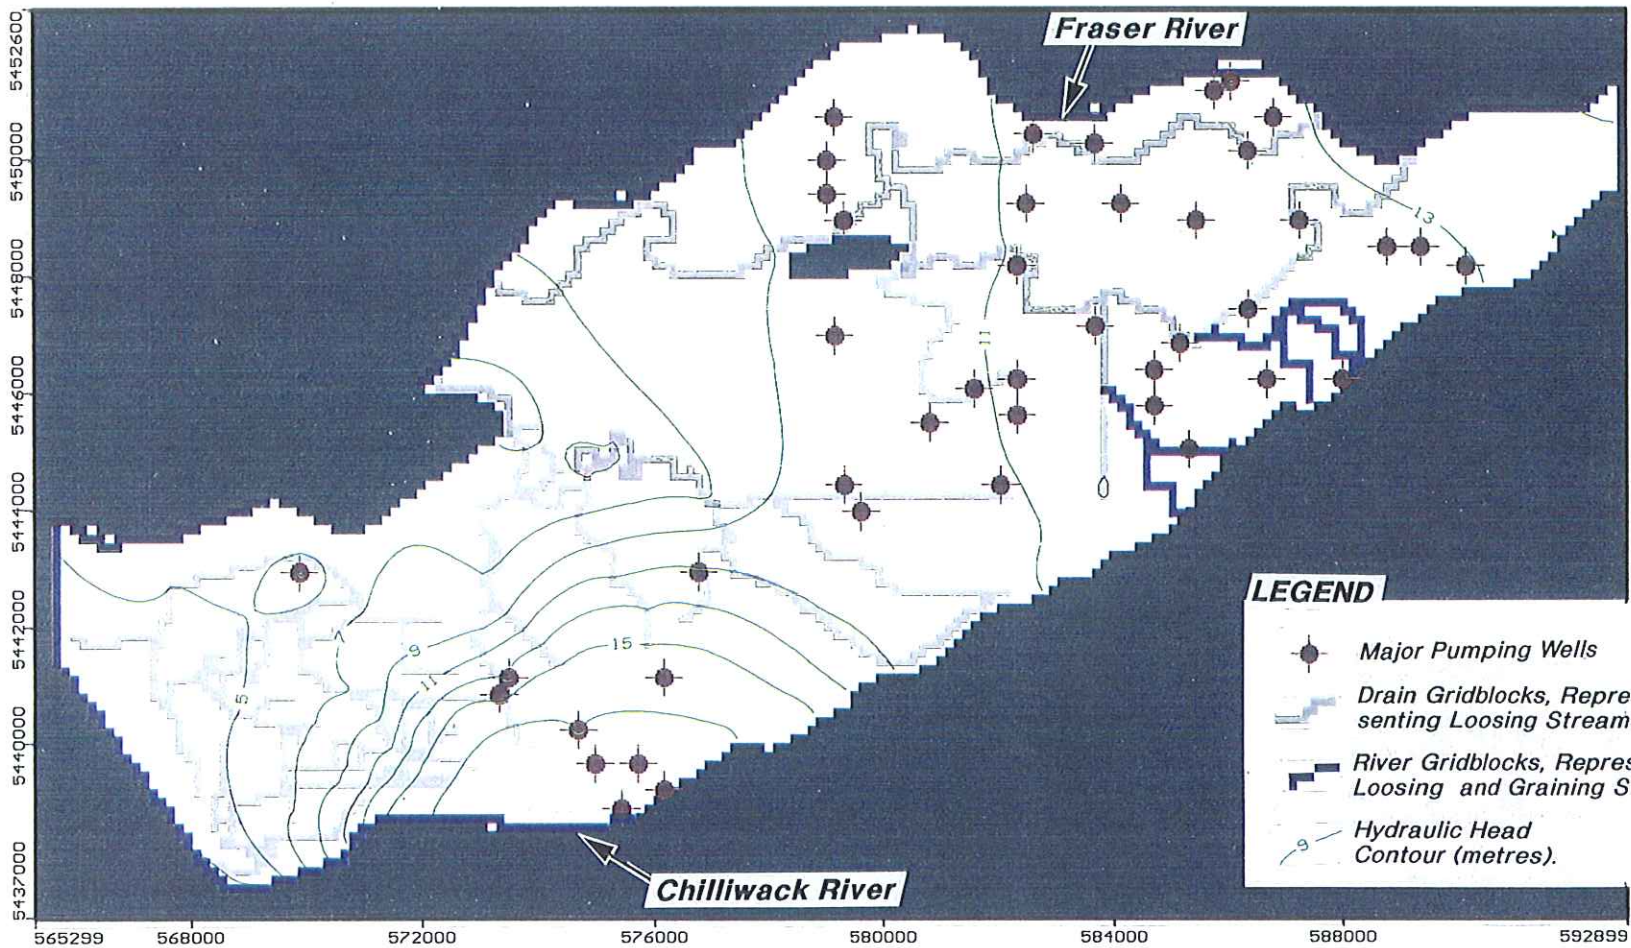 Fraser River
5452600
5450000
5448000
5446000
5444000
5442000
5440000
5437000
13
11
7
9
11
15
5
LEGEND
Major Pumping Wells
Drain Gridblocks, Repre
senting Loosing Stream
River Gridblocks, Repres
Loosing and Graining S
9
Hydraulic Head
Contour (metres).
Chilliwack River
565299
568000
572000
576000
580000
584000
588000
592899